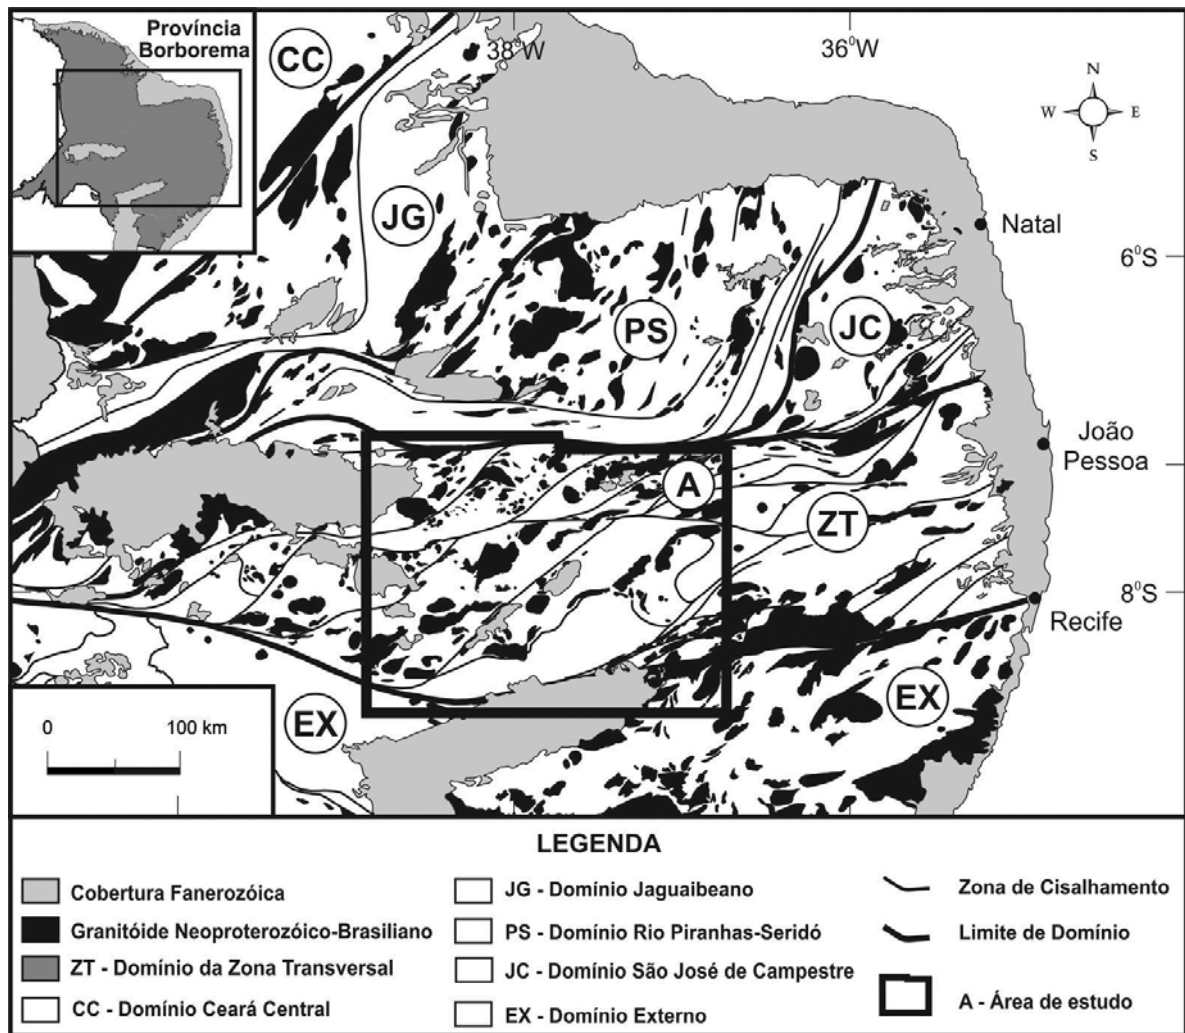 Província
Borborema
CC
38°W
36°W
N
W
E
S
JG
Natal
6°S
PS
JC
João
Pessoa
A
ZT
8°S
Recife
EX
EX
0
100 km
LEGENDA
Cobertura Fanerozóica
Granitóide Neoproterozóico-Brasiliano
ZT - Domínio da Zona Transversal
CC - Domínio Ceará Central
JG - Domínio Jaguaibeano
PS - Domínio Rio Piranhas-Seridó
JC - Domínio São José de Campestre
EX - Domínio Externo
Zona de Cisalhamento
Limite de Domínio
A - Área de estudo